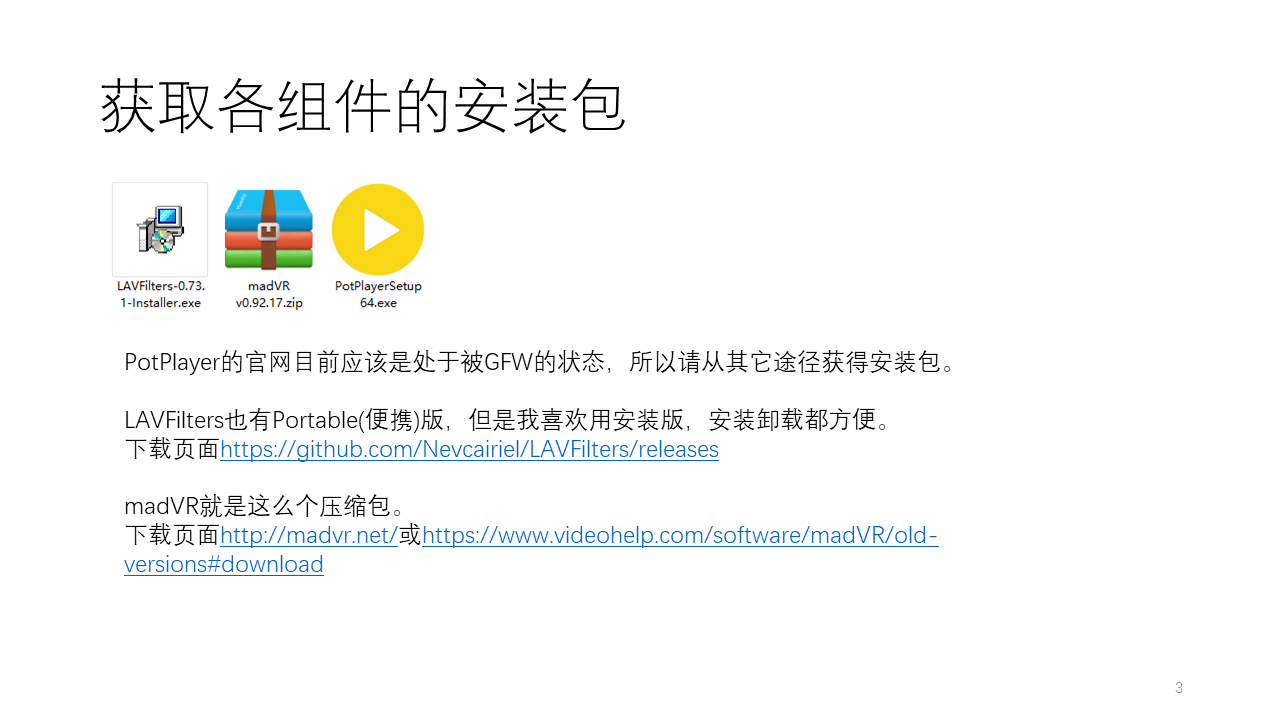 获取各组件的安装包
LAVFilters-0.73.
1-Installer.exe
madVR
v0.92.17.zip
PotPlayerSetup
64.exe
PotPlayer的官网目前应该是处于被GFW的状态，所以请从其它途径获得安装包。
LAVFilters也有Portable(便携)版，但是我喜欢用安装版，安装卸载都方便。
下载页面https://github.com/Nevcairiel/LAVFilters/releases
madVR就是这么个压缩包。
下载页面http://madvr.net/或https://www.videohelp.com/software/madVR/old-
versions#download
3